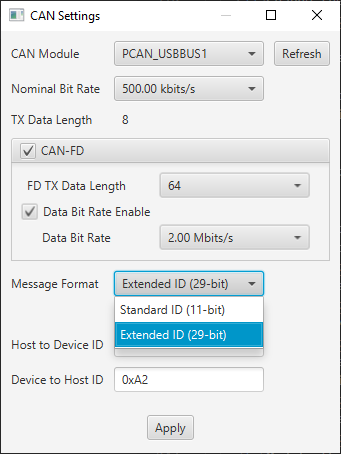 CAN Settings
CAN Module PCAN_USBBUS1 Refresh
Nominal Bit Rate 500.00 kbits/s
TX Data Length 8
CAN-FD
FD TX Data Length 64
Data Bit Rate Enable
Data Bit Rate 2.00 Mbits/s
Message Format Extended ID (29-bit)
Standard ID (11-bit)
Extended ID (29-bit)
Host to Device ID
Device to Host ID 0xA2
Apply